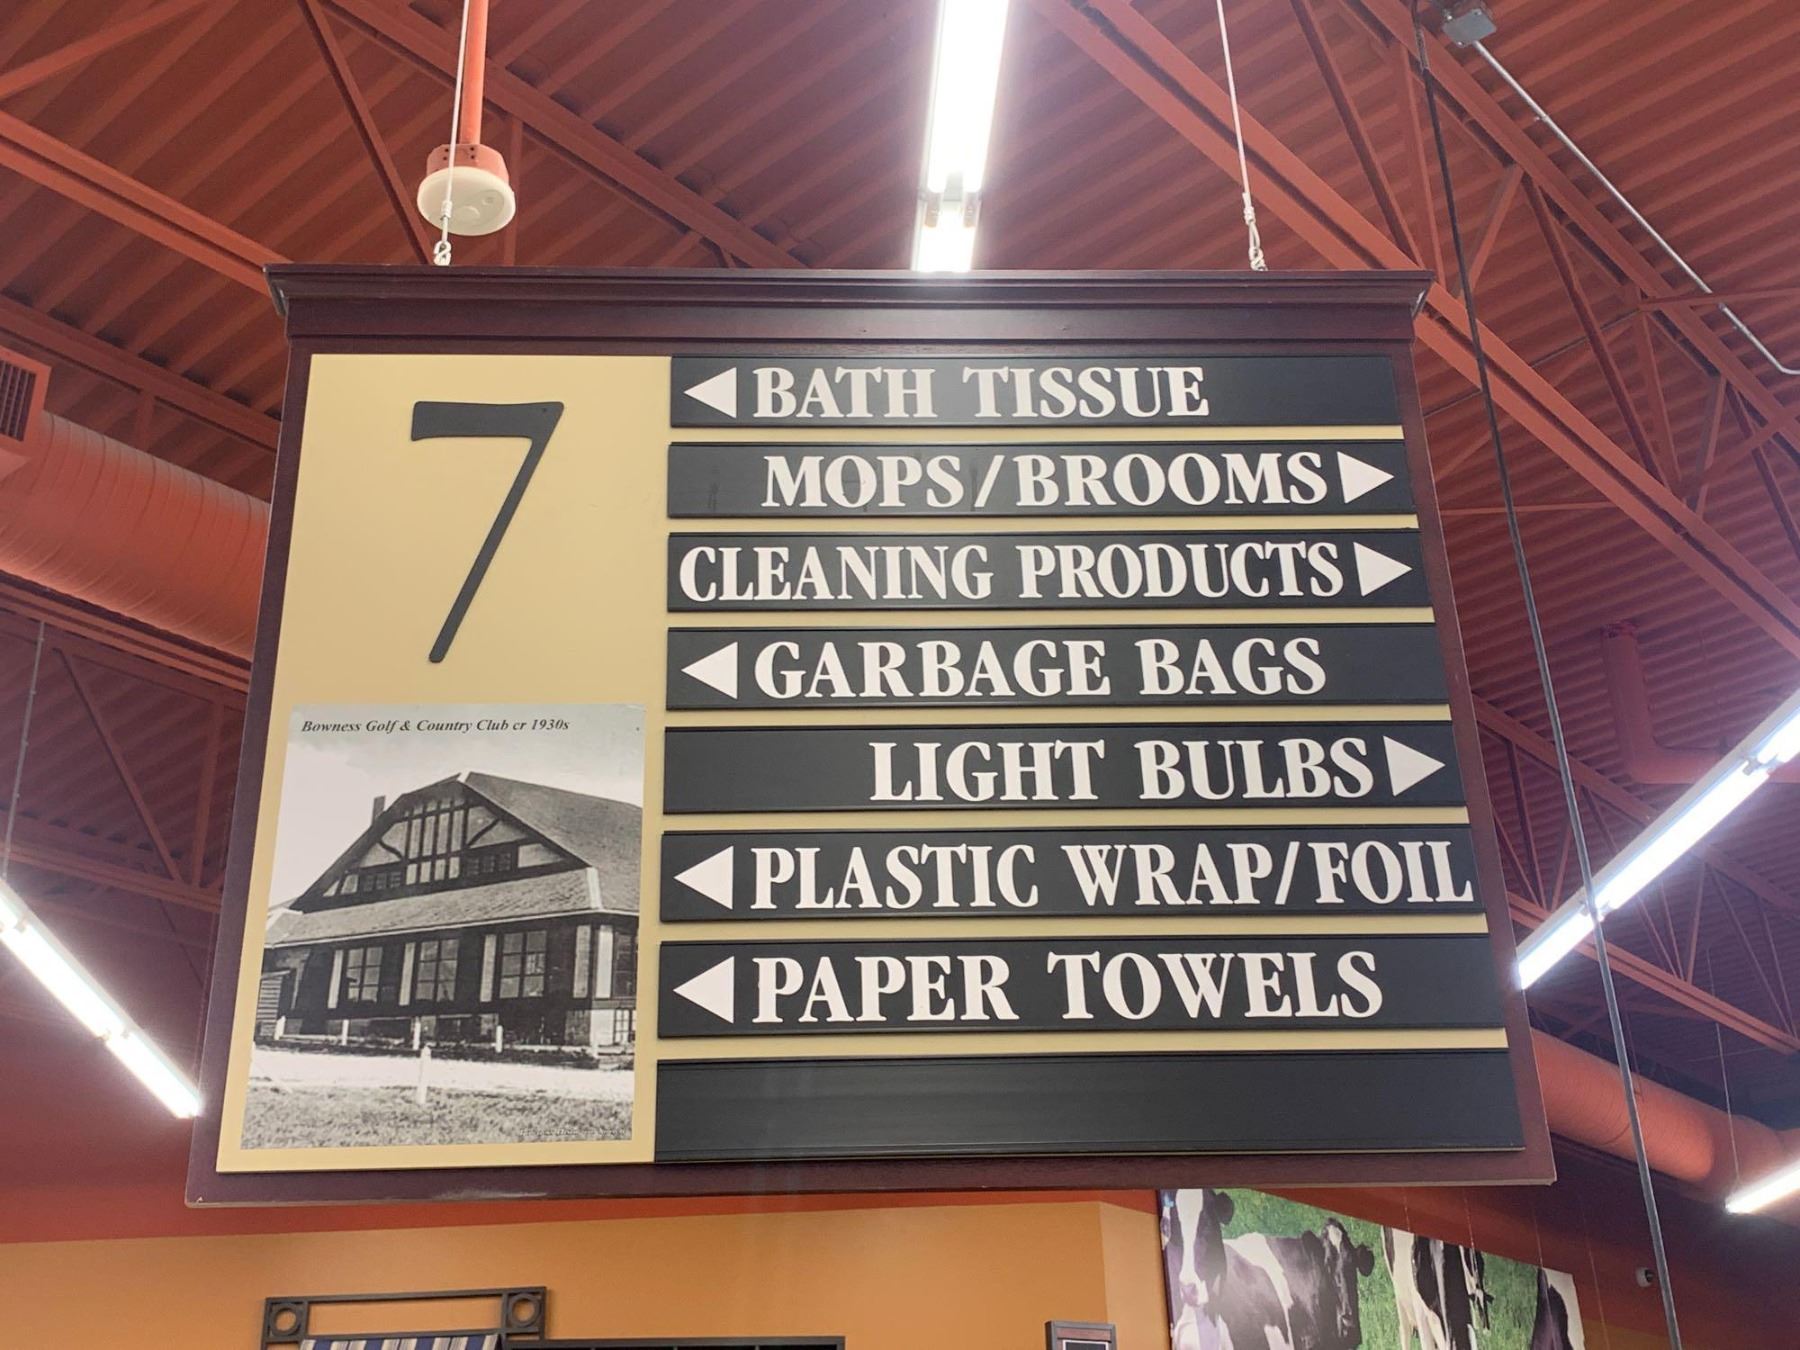 7
Bowness Golf & Country Club cr 1930s
BATH TISSUE
MOPS/BROOMS
CLEANING PRODUCTS
GARBAGE BAGS
LIGHT BULBS
PLASTIC WRAP/FOIL
PAPER TOWELS